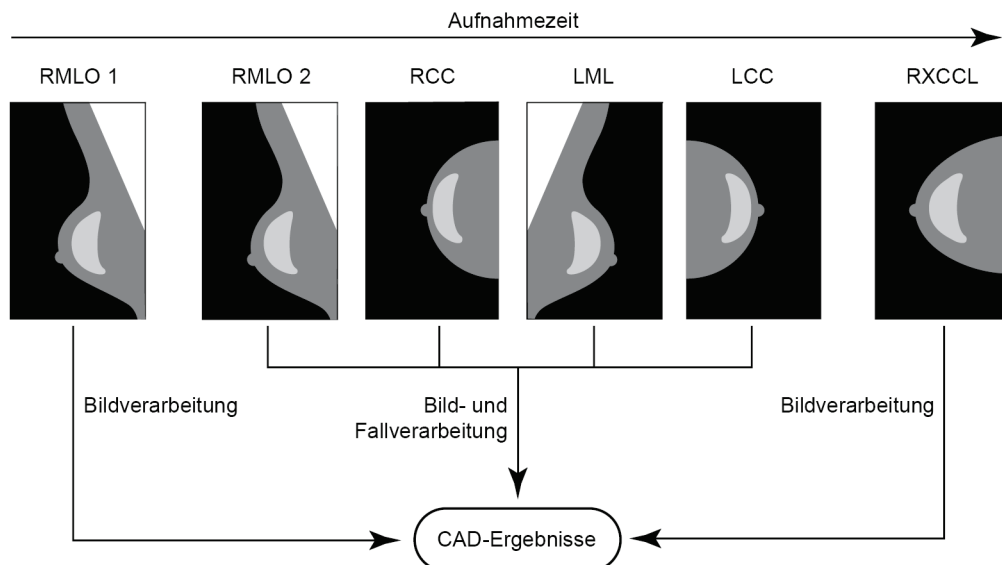 Aufnahmezeit
RMLO 1
RMLO 2
RCC
LML
LCC
RXCCL
Bildverarbeitung
Bild- und
Fallverarbeitung
Bildverarbeitung
CAD-Ergebnisse